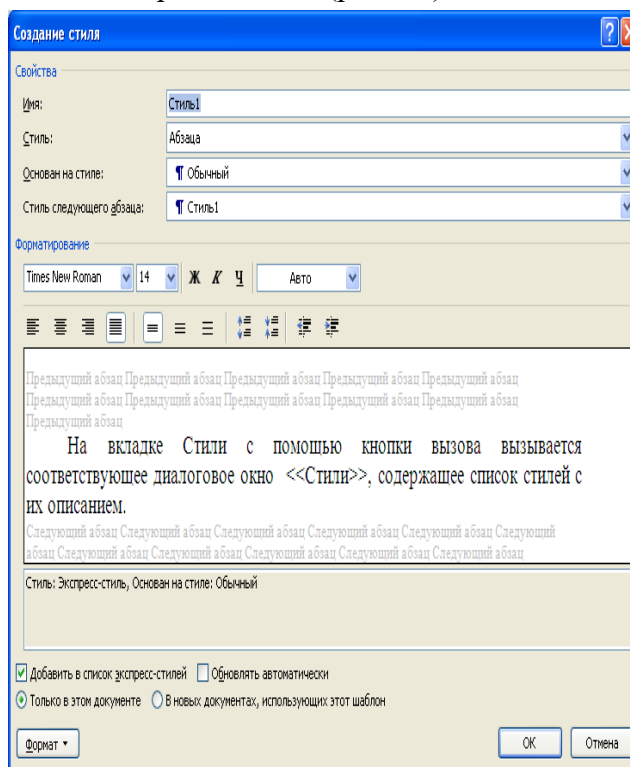 Создание стиля
Свойства
Имя: Стиль1
Стиль: Абзаца
Основан на стиле: ¶ Обычный
Стиль следующего абзаца: ¶ Стиль1
Форматирование
Times New Roman 14 Ж К Ч Авто
Предыдущий абзац Предыдущий абзац Предыдущий абзац Предыдущий абзац Предыдущий абзац
Предыдущий абзац Предыдущий абзац Предыдущий абзац Предыдущий абзац Предыдущий абзац
Предыдущий абзац
На вкладке Стили с помощью кнопки вызова вызывается
соответствующее диалоговое окно <<Стили>>, содержащее список стилей с
их описанием.
Следующий абзац Следующий абзац Следующий абзац Следующий абзац Следующий абзац Следующий
абзац Следующий абзац Следующий абзац Следующий абзац Следующий абзац Следующий абзац
Стиль: Экспресс-стиль, Основан на стиле: Обычный
Добавить в список экспресс-стилей Обновлять автоматически
Только в этом документе В новых документах, использующих этот шаблон
Формат ОК Отмена